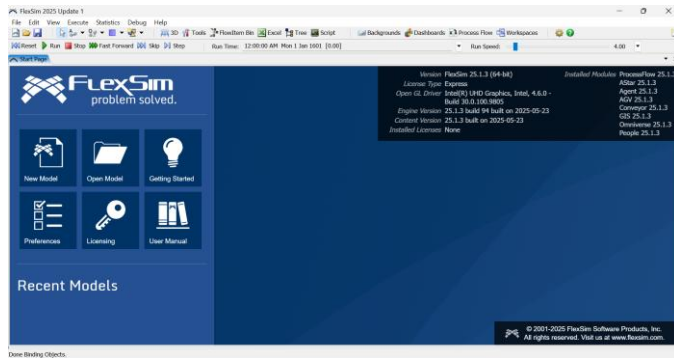 FlexSim 2025 Update 1
File Edit View Execute Statistics Debug Help
3D Tools FlowItem Bin Excel Tree Script Backgrounds Dashboards Process Flow Workspaces
Reset Run Stop Fast Forward Skip Step Run Time: 12:00:00 AM Mon 1 Jan 1601 [0.00] Run Speed: 4.00
Start Page
FLEXSIM
problem solved.
Version FlexSim 25.1.3 (64-bit)
License Type Express
Open GL Driver Intel(R) UHD Graphics, Intel, 4.6.0 -
Build 30.0.100.9805
Engine Version 25.1.3 build 94 built on 2025-05-23
Content Version 25.1.3 built on 2025-05-23
Installed Licenses None
Installed Modules ProcessFlow 25.1.3
AStar 25.1.3
Agent 25.1.3
AGV 25.1.3
Conveyor 25.1.3
GIS 25.1.3
Omniverse 25.1.3
People 25.1.3
New Model Open Model Getting Started
Preferences Licensing User Manual
Recent Models
© 2001-2025 FlexSim Software Products, Inc.
All rights reserved. Visit us at www.flexsim.com.
Done Binding Objects.